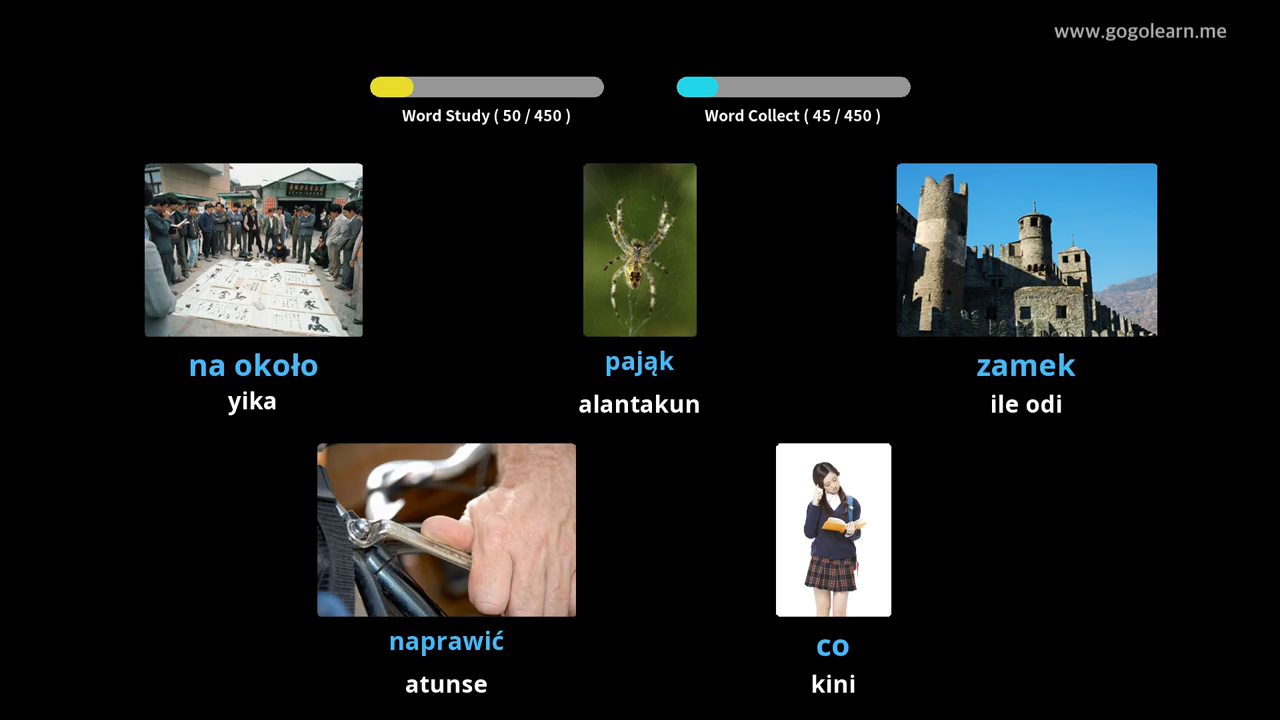 www.gogolearn.me
Word Study ( 50 / 450 )
Word Collect ( 45 / 450 )
na około
yika
pająk
alantakun
zamek
ile odi
naprawić
atunse
co
kini